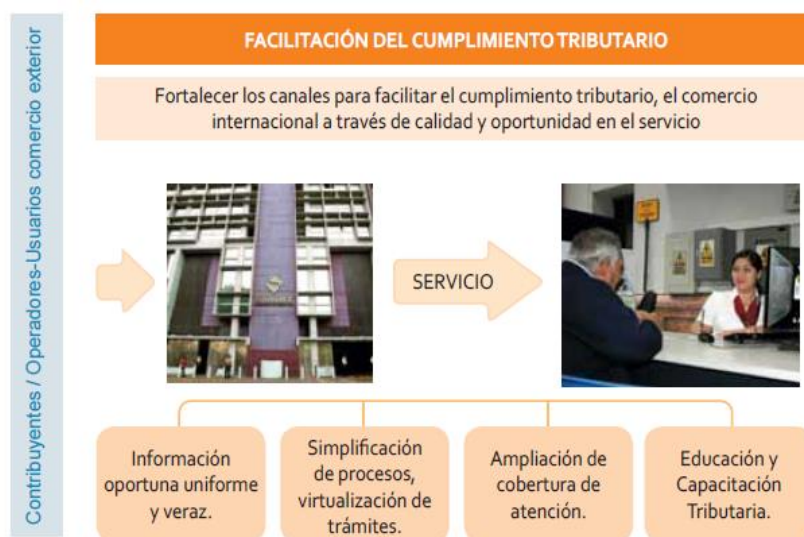 Contribuyentes / Operadores-Usuarios comercio exterior
FACILITACIÓN DEL CUMPLIMIENTO TRIBUTARIO
Fortalecer los canales para facilitar el cumplimiento tributario, el comercio
internacional a través de calidad y oportunidad en el servicio
SERVICIO
Información
oportuna uniforme
y veraz.
Simplificación
de procesos,
virtualización de
trámites.
Ampliación de
cobertura de
atención.
Educación y
Capacitación
Tributaria.